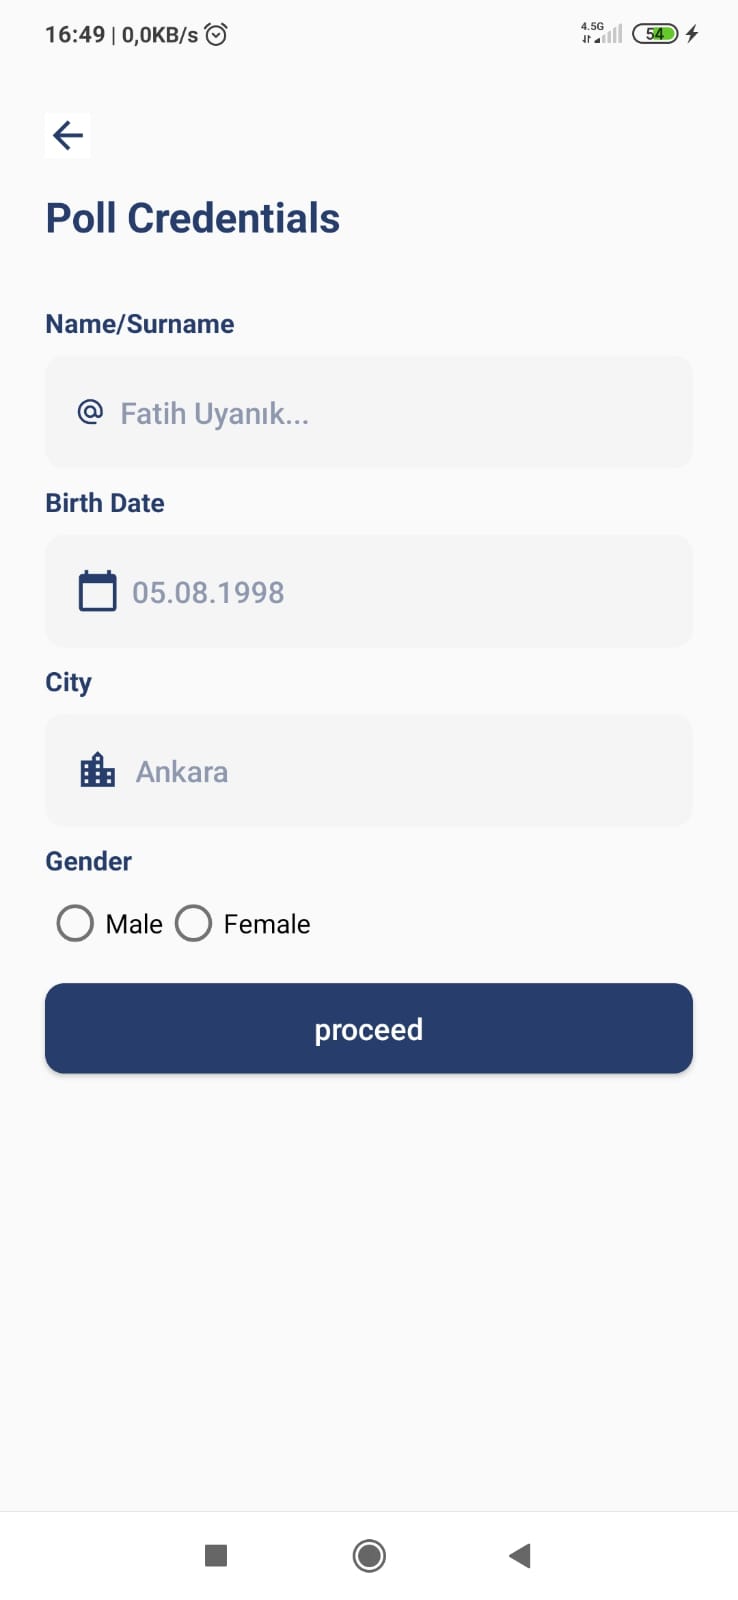 16:49 | 0,0KB/s
4.5G
54
Poll Credentials
Name/Surname
@ Fatih Uyanık...
Birth Date
05.08.1998
City
Ankara
Gender
Male Female
proceed